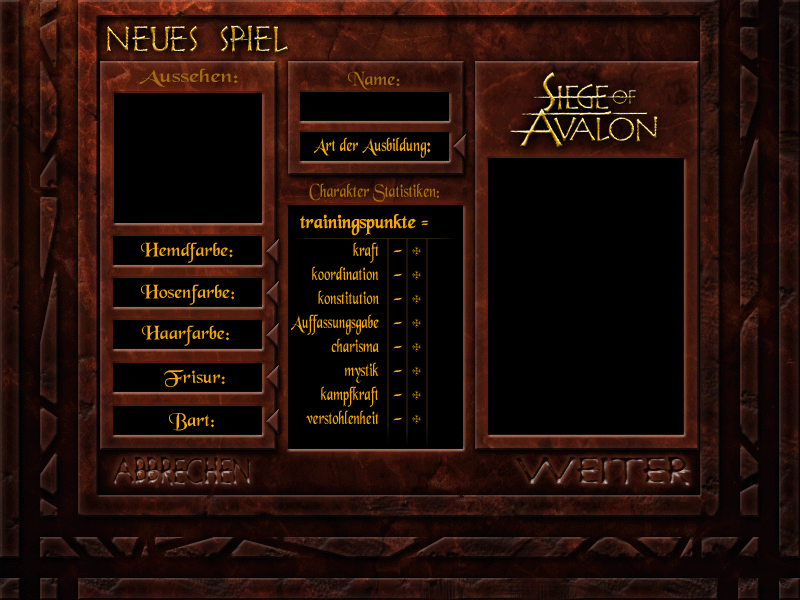 NEUES SPIEL
Aussehen:
Hemdfarbe:
Hosenfarbe:
Haarfarbe:
Frisur:
Bart:
Name:
Art der Ausbildung:
Charakter Statistiken:
trainingspunkte =
kraft - +
koordination - +
konstitution - +
Auffassungsgabe - +
charisma - +
mystik - +
kampfkraft - +
verstohlenheit - +
SIEGE OF
AVALON
ABBRECHEN
WEITER